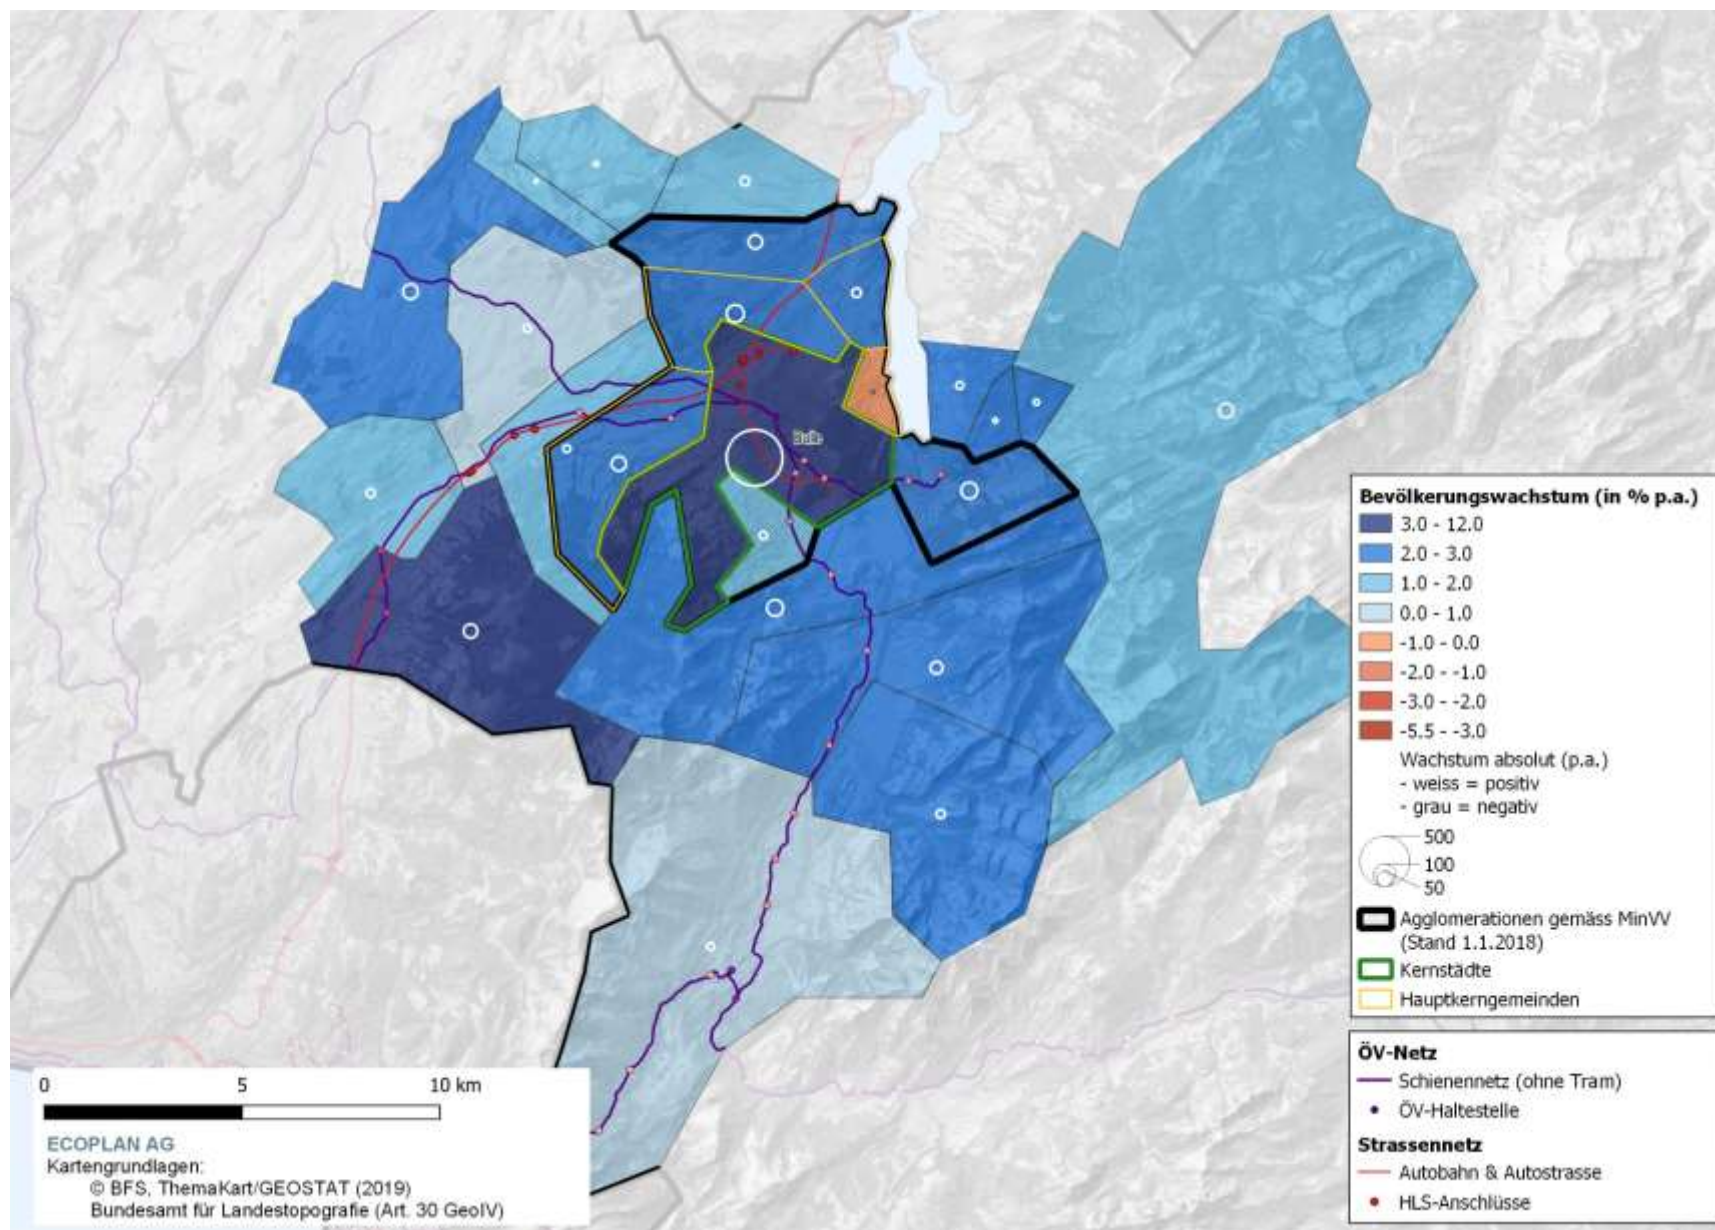 Bulle
Bevölkerungswachstum (in % p.a.)
3.0 - 12.0
2.0 - 3.0
1.0 - 2.0
0.0 - 1.0
-1.0 - 0.0
-2.0 - -1.0
-3.0 - -2.0
-5.5 - -3.0
Wachstum absolut (p.a.)
- weiss = positiv
- grau = negativ
500
100
50
Agglomerationen gemäss MinVV
(Stand 1.1.2018)
Kernstädte
Hauptkerngemeinden
ÖV-Netz
Schienennetz (ohne Tram)
ÖV-Haltestelle
Strassennetz
Autobahn & Autostrasse
HLS-Anschlüsse
0 5 10 km
ECOPLAN AG
Kartengrundlagen:
© BFS, ThemaKart/GEOSTAT (2019)
Bundesamt für Landestopografie (Art. 30 GeoIV)